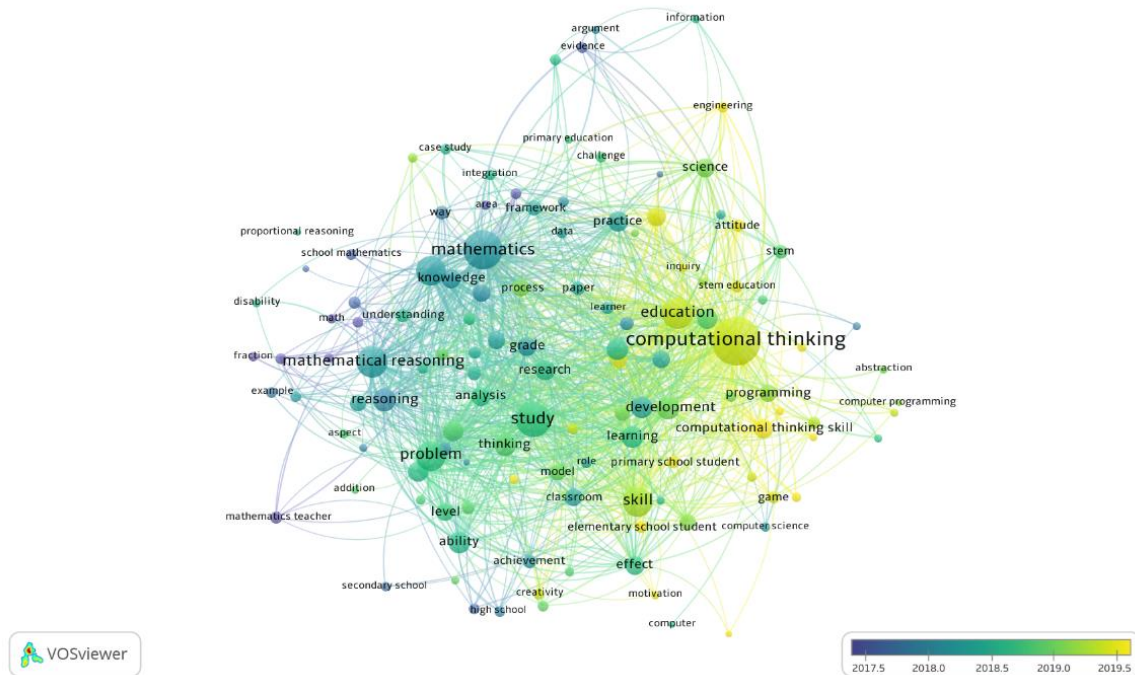 information
argument
evidence
engineering
primary education
case study
challenge
science
integration
area
framework
way
practice
attitude
proportional reasoning
data
mathematics
school mathematics
stem
inquiry
knowledge
process
paper
stem education
disability
learner
math
understanding
education
computational thinking
grade
fraction
mathematical reasoning
research
abstraction
example
reasoning
analysis
programming
computer programming
development
study
computational thinking skill
aspect
learning
thinking
problem
role
primary school student
model
addition
classroom
skill
game
mathematics teacher
level
elementary school student
computer science
ability
achievement
effect
secondary school
creativity
motivation
high school
computer
VOSviewer
2017.5 2018.0 2018.5 2019.0 2019.5